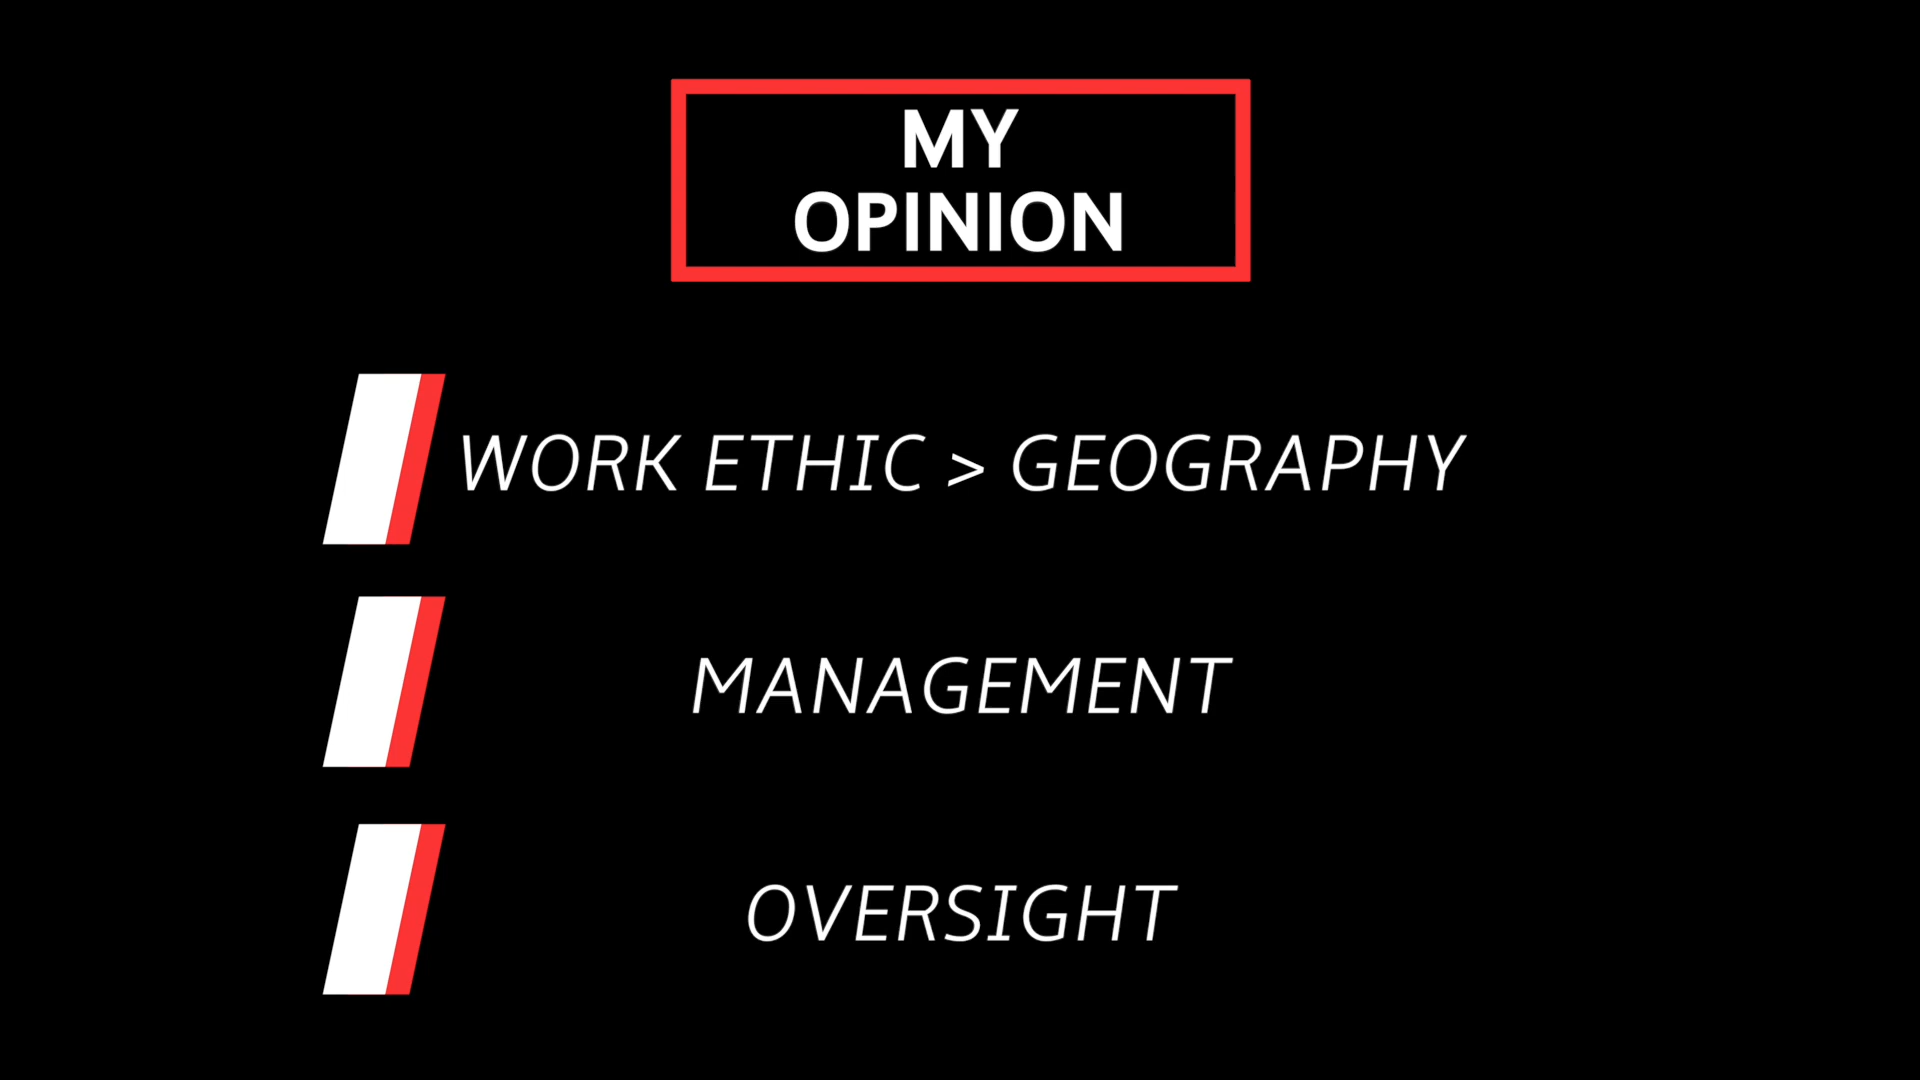 MY
OPINION
WORK ETHIC > GEOGRAPHY
MANAGEMENT
OVERSIGHT